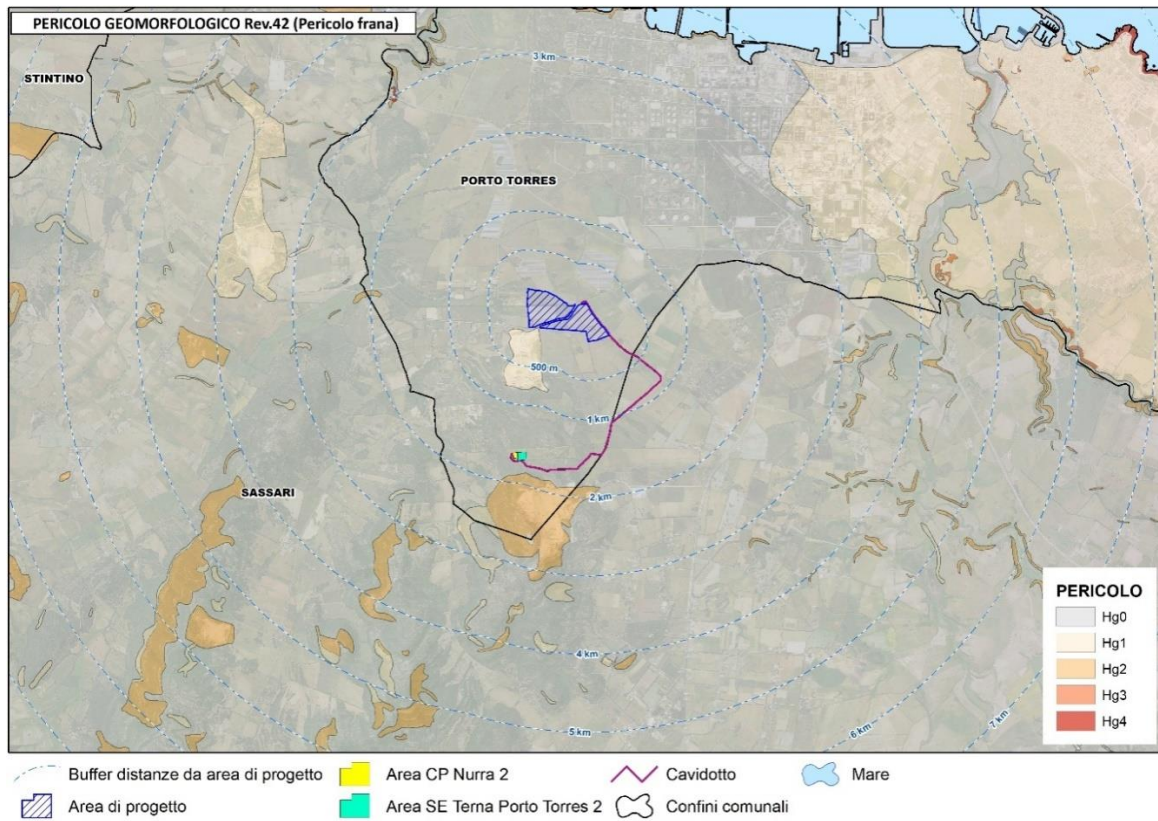 PERICOLO GEOMORFOLOGICO Rev.42 (Pericolo frana)
STINTINO
3 km
PORTO TORRES
500 m
1 km
2 km
SASSARI
4 km
5 km
6 km
7 km
PERICOLO
Hg0
Hg1
Hg2
Hg3
Hg4
Buffer distanze da area di progetto
Area CP Nurra 2
Cavidotto
Mare
Area di progetto
Area SE Terna Porto Torres 2
Confini comunali